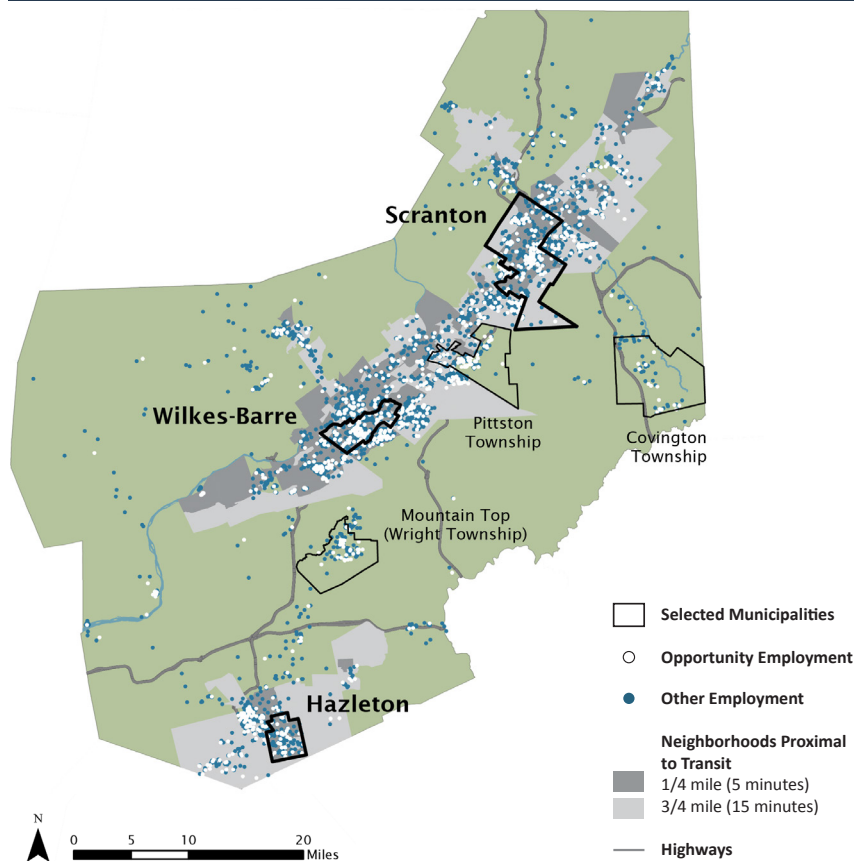 Scranton
Wilkes-Barre
Pittston
Township
Covington
Township
Mountain Top
(Wright Township)
Hazleton
Selected Municipalities
Opportunity Employment
Other Employment
Neighborhoods Proximal
to Transit
1/4 mile (5 minutes)
3/4 mile (15 minutes)
Highways
N
0 5 10 20
Miles